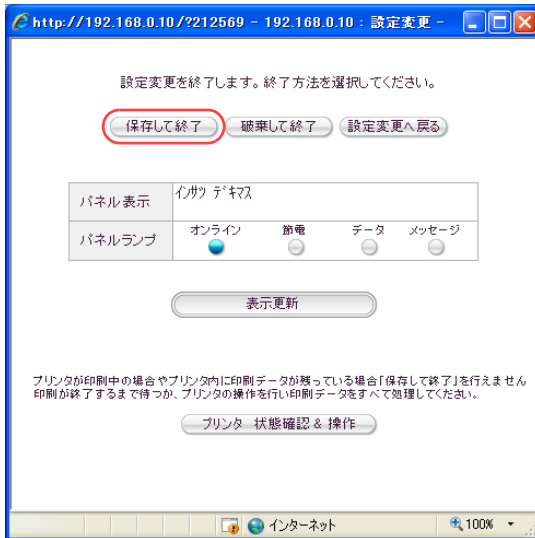 http://192.168.0.10/?212569 - 192.168.0.10 : 設定変更 -
設定変更を終了します。終了方法を選択してください。
保存して終了 破棄して終了 設定変更へ戻る
パネル表示 インサツ デキマス
パネルランプ オンライン 節電 データ メッセージ
表示更新
プリンタが印刷中の場合やプリンタ内に印刷データが残っている場合「保存して終了」を行えません
印刷が終了するまで待つか、プリンタの操作を行い印刷データをすべて処理してください。
プリンタ 状態確認 & 操作
インターネット 100%